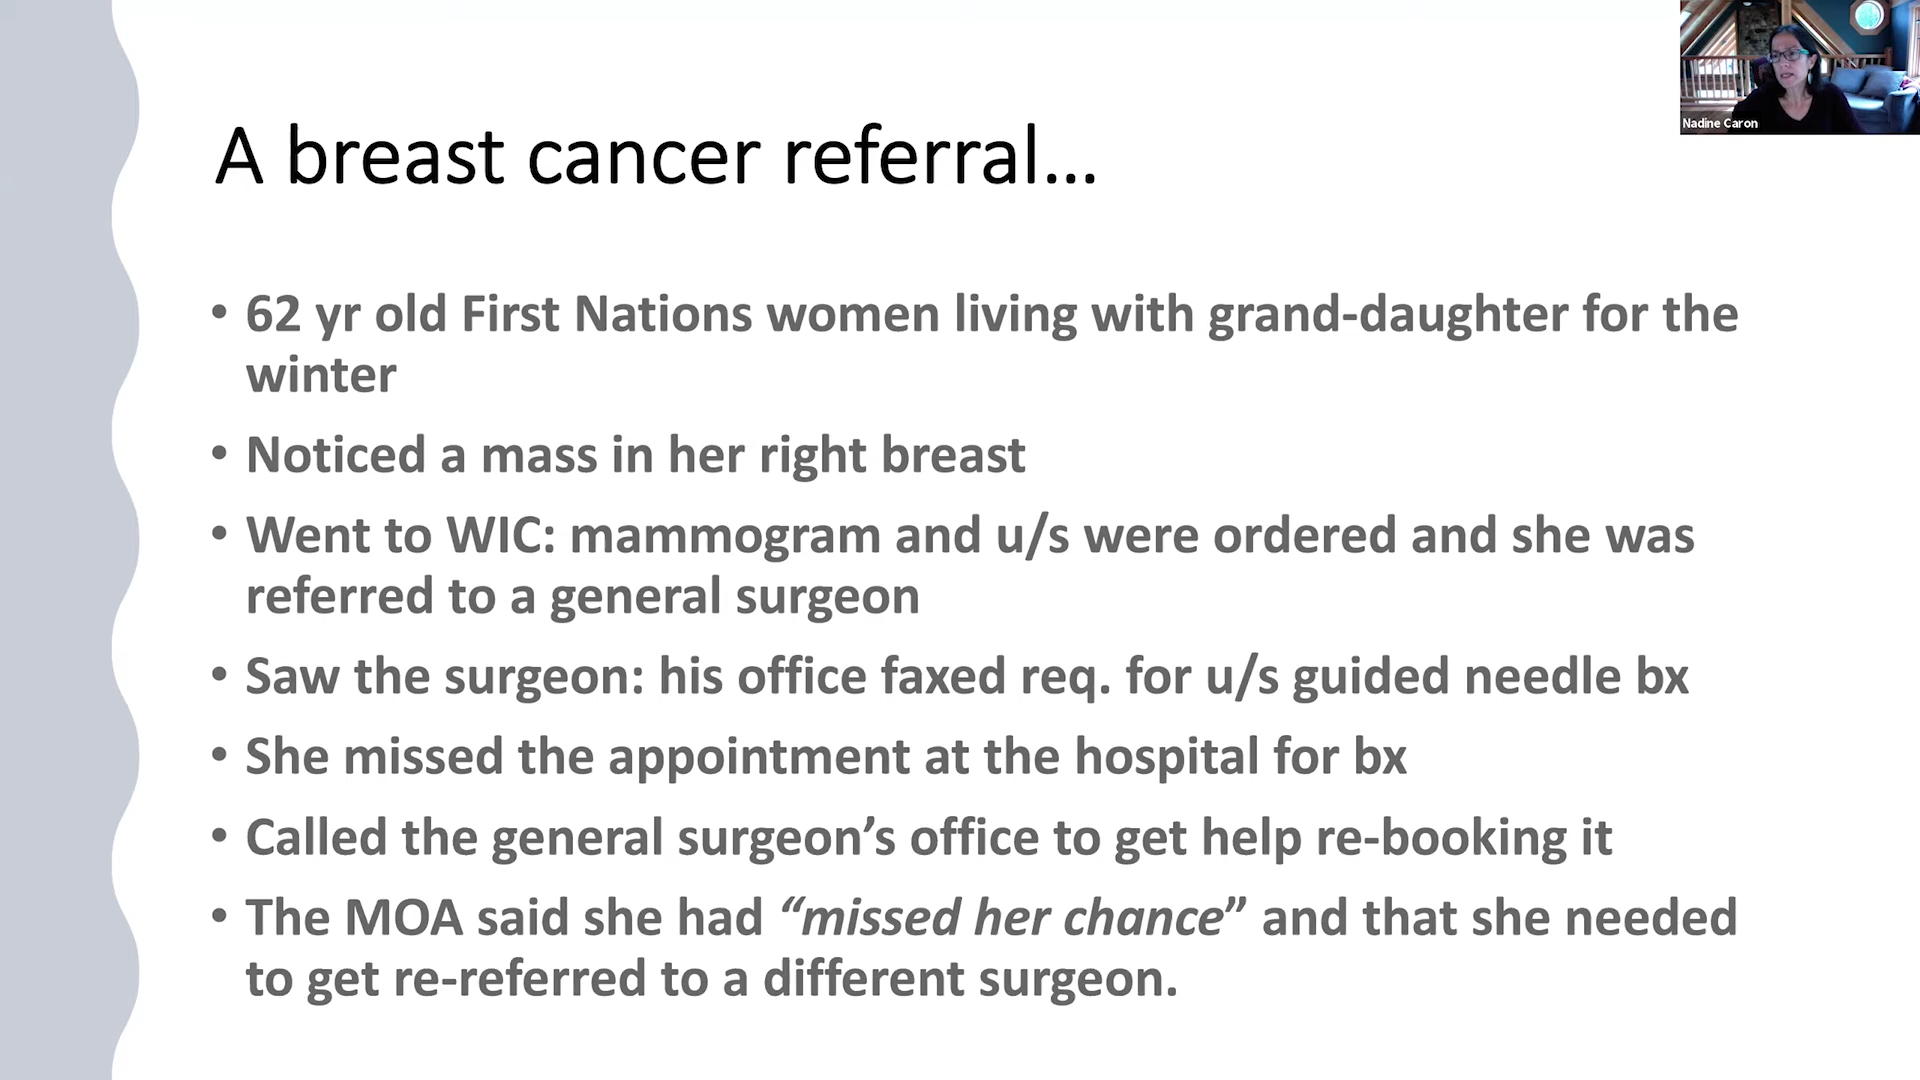 Nadine Caron
A breast cancer referral...
• 62 yr old First Nations women living with grand-daughter for the
winter
• Noticed a mass in her right breast
• Went to WIC: mammogram and u/s were ordered and she was
referred to a general surgeon
• Saw the surgeon: his office faxed req. for u/s guided needle bx
• She missed the appointment at the hospital for bx
• Called the general surgeon’s office to get help re-booking it
• The MOA said she had “missed her chance” and that she needed
to get re-referred to a different surgeon.